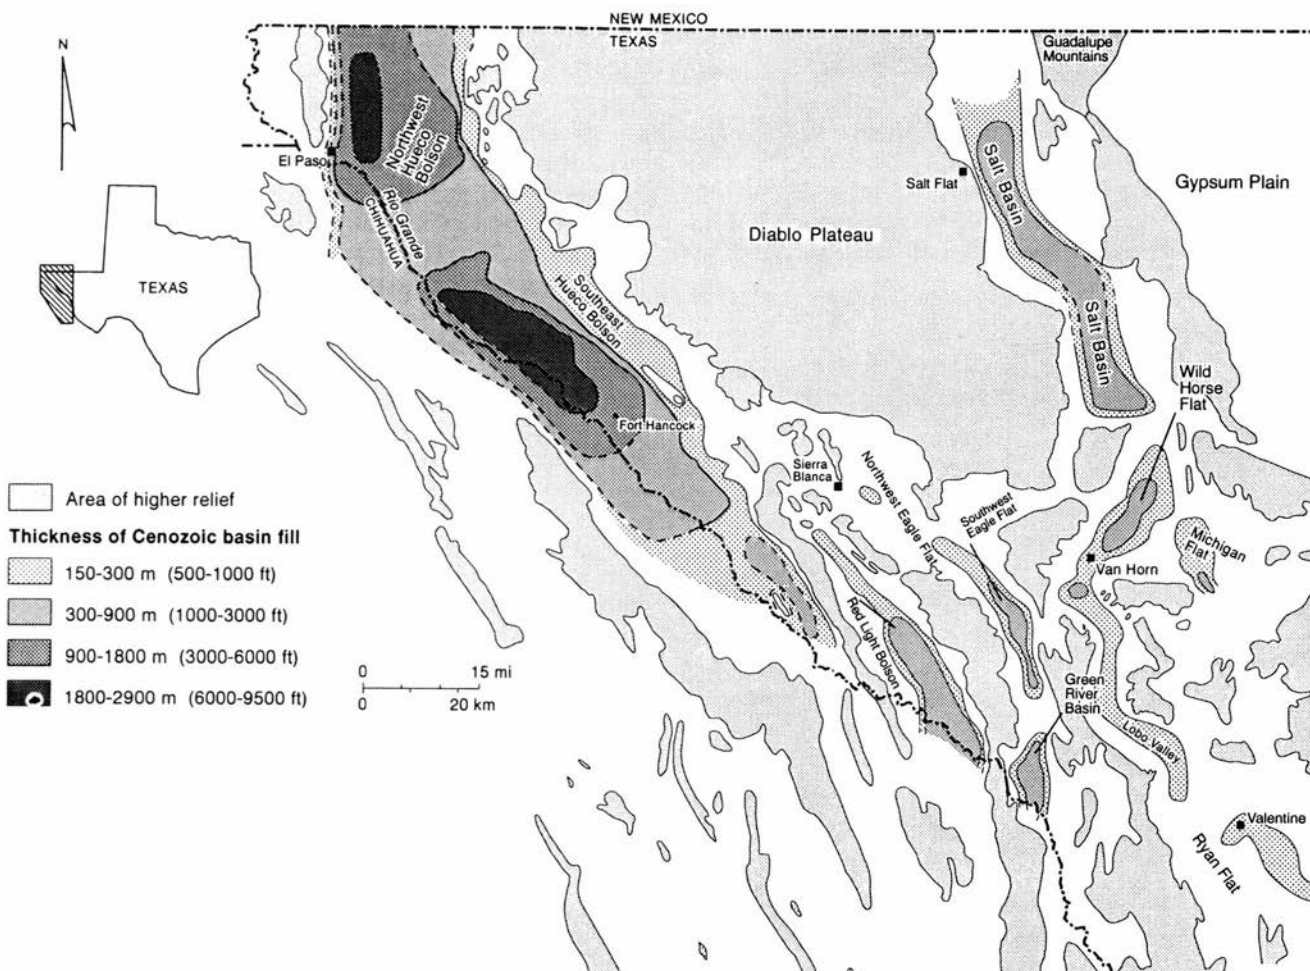 NEW MEXICO
TEXAS
Guadalupe
Mountains
N
Northwest
Hueco
Bolson
El Paso
Salt Flat
Salt Basin
Gypsum Plain
Rio Grande
CHIHUAHUA
Diablo Plateau
TEXAS
Southeast
Hueco Bolson
Salt Basin
Wild
Horse
Flat
Fort Hancock
Sierra
Blanca
Northwest Eagle Flat
Southwest
Eagle Flat
Michigan
Flat
Van Horn
Area of higher relief
Thickness of Cenozoic basin fill
150-300 m (500-1000 ft)
300-900 m (1000-3000 ft)
900-1800 m (3000-6000 ft)
1800-2900 m (6000-9500 ft)
0 15 mi
0 20 km
Red Light Bolson
Green
River
Basin
Lobo Valley
Valentine
Ryan Flat